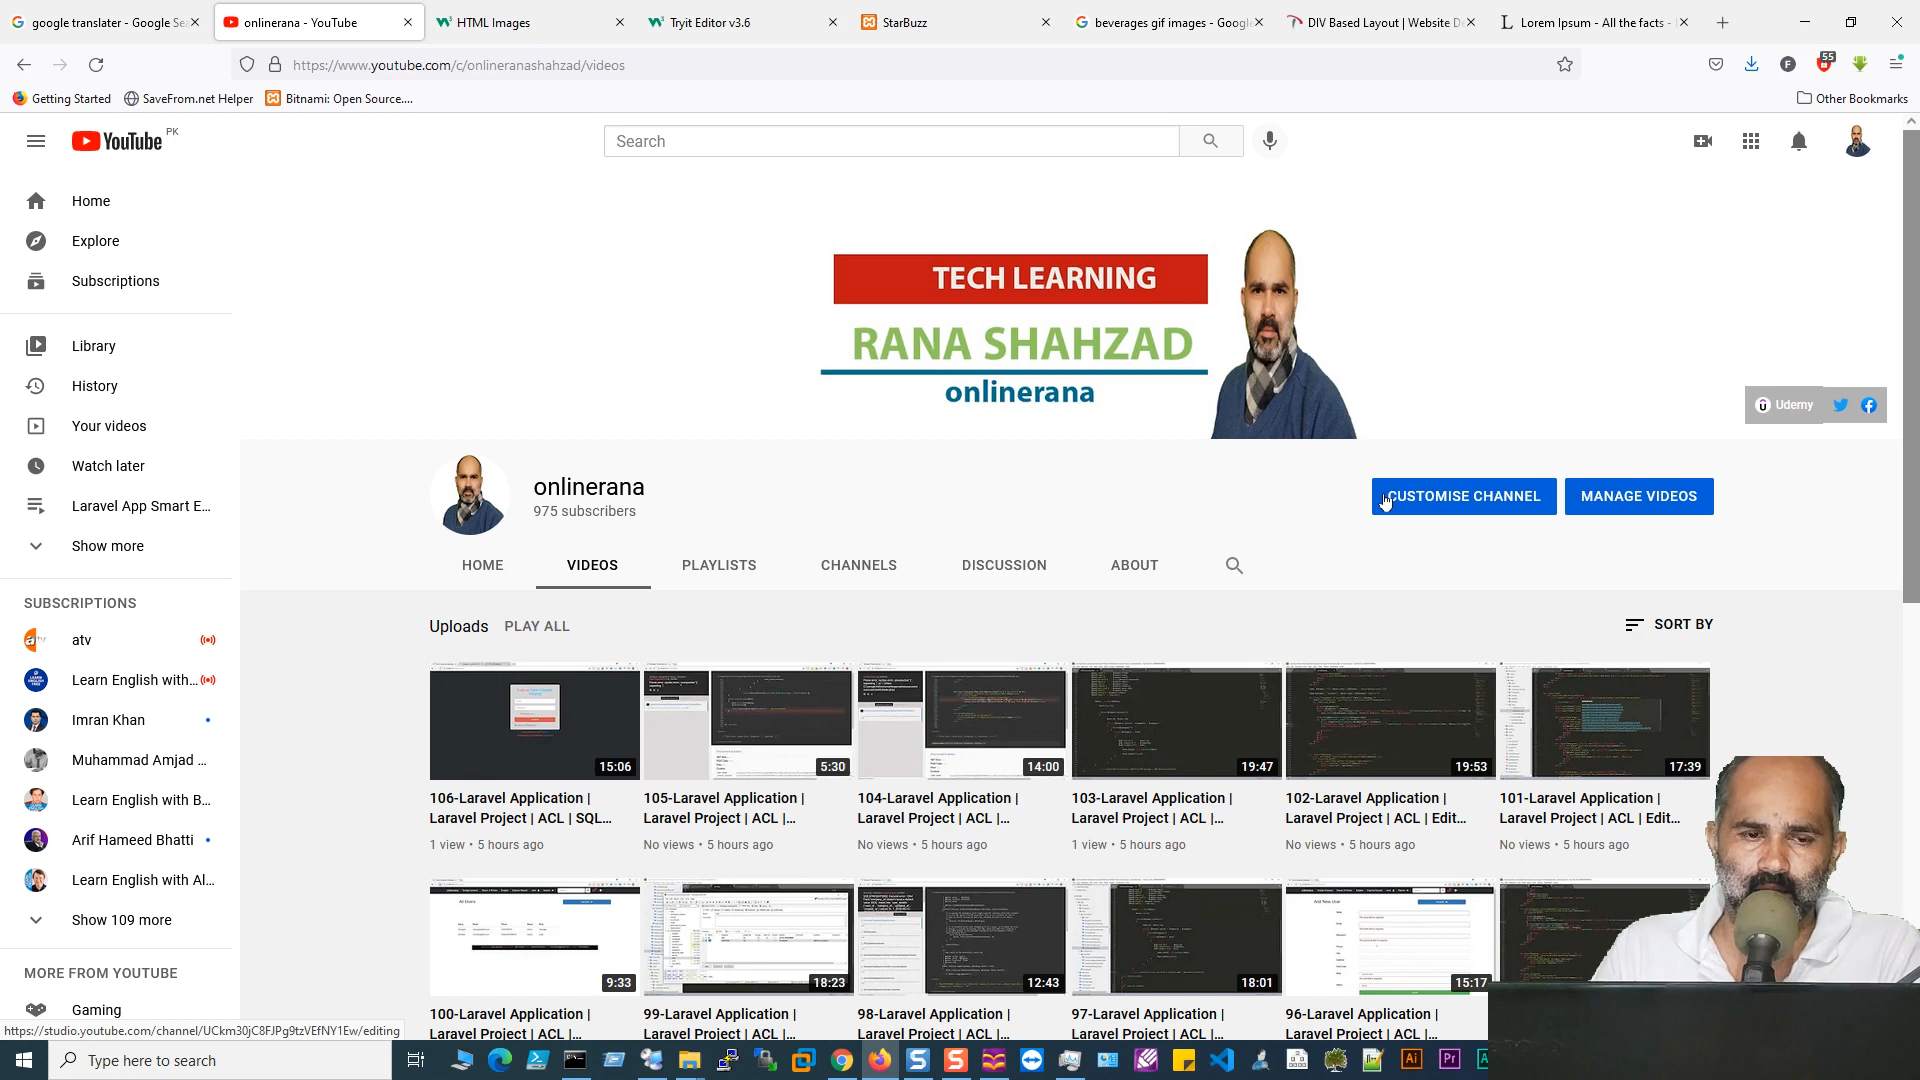 google translater - Google Se
onlinerana - YouTube
HTML Images
Tryit Editor v3.6
StarBuzz
beverages gif images - Google
DIV Based Layout | Website De
Lorem Ipsum - All the facts -
https://www.youtube.com/c/onlineranashahzad/videos
55
Getting Started
SaveFrom.net Helper
Bitnami: Open Source....
Other Bookmarks
YouTube PK
Search
Home
Explore
Subscriptions
Library
History
Your videos
Watch later
Laravel App Smart E...
Show more
SUBSCRIPTIONS
atv
Learn English with...
Imran Khan
Muhammad Amjad ...
Learn English with B...
Arif Hameed Bhatti
Learn English with Al...
Show 109 more
MORE FROM YOUTUBE
Gaming
TECH LEARNING
RANA SHAHZAD
onlinerana
Udemy
onlinerana
975 subscribers
CUSTOMISE CHANNEL
MANAGE VIDEOS
HOME
VIDEOS
PLAYLISTS
CHANNELS
DISCUSSION
ABOUT
Uploads
PLAY ALL
SORT BY
15:06
5:30
14:00
19:47
19:53
17:39
106-Laravel Application |
Laravel Project | ACL | SQL...
1 view • 5 hours ago
105-Laravel Application |
Laravel Project | ACL |...
No views • 5 hours ago
104-Laravel Application |
Laravel Project | ACL |...
No views • 5 hours ago
103-Laravel Application |
Laravel Project | ACL |...
1 view • 5 hours ago
102-Laravel Application |
Laravel Project | ACL | Edit...
No views • 5 hours ago
101-Laravel Application |
Laravel Project | ACL | Edit...
No views • 5 hours ago
All Users
Add New User
9:33
18:23
12:43
18:01
15:17
100-Laravel Application |
Laravel Project | ACL |
99-Laravel Application |
Laravel Project | ACL |
98-Laravel Application |
Laravel Project | ACL |
97-Laravel Application |
Laravel Project | ACL |
96-Laravel Application |
Laravel Project | ACL |
https://studio.youtube.com/channel/UCkm30jC8FJPg9tzVEfNY1Ew/editing
Type here to search
Ai
Pr